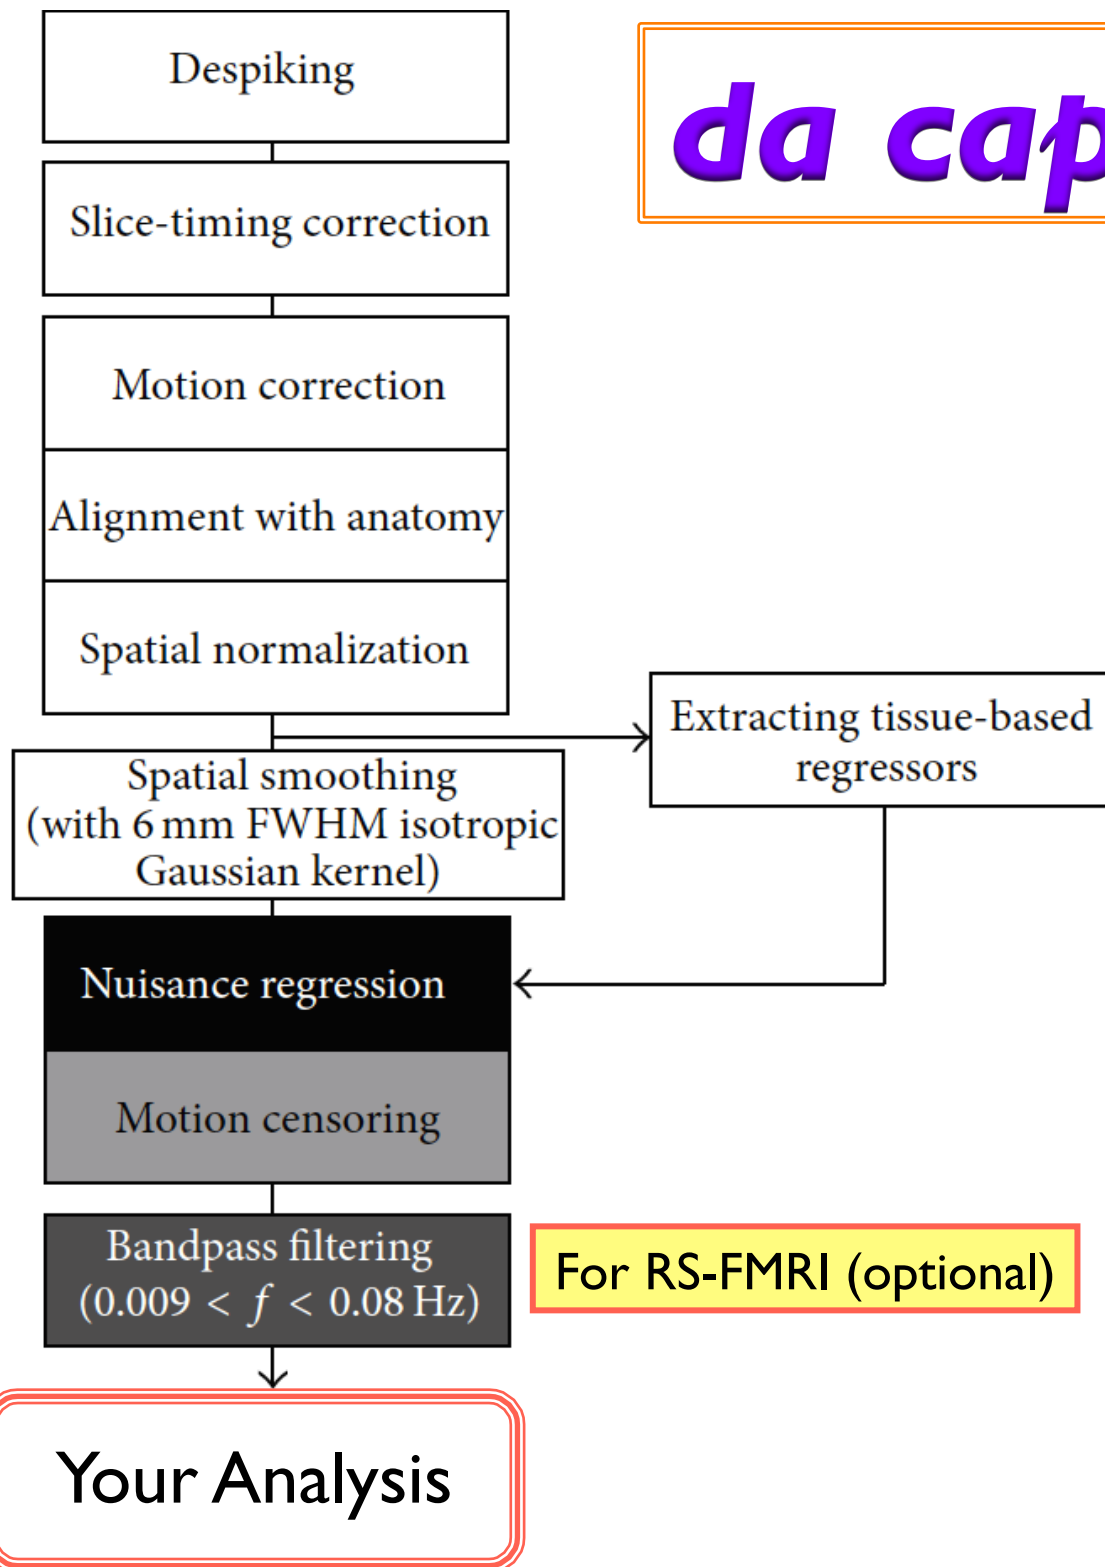 Despiking
da cap
Slice-timing correction
Motion correction
Alignment with anatomy
Spatial normalization
Extracting tissue-based
regressors
Spatial smoothing
(with 6 mm FWHM isotropic
Gaussian kernel)
Nuisance regression
Motion censoring
Bandpass filtering
(0.009 < f < 0.08 Hz)
For RS-FMRI (optional)
Your Analysis